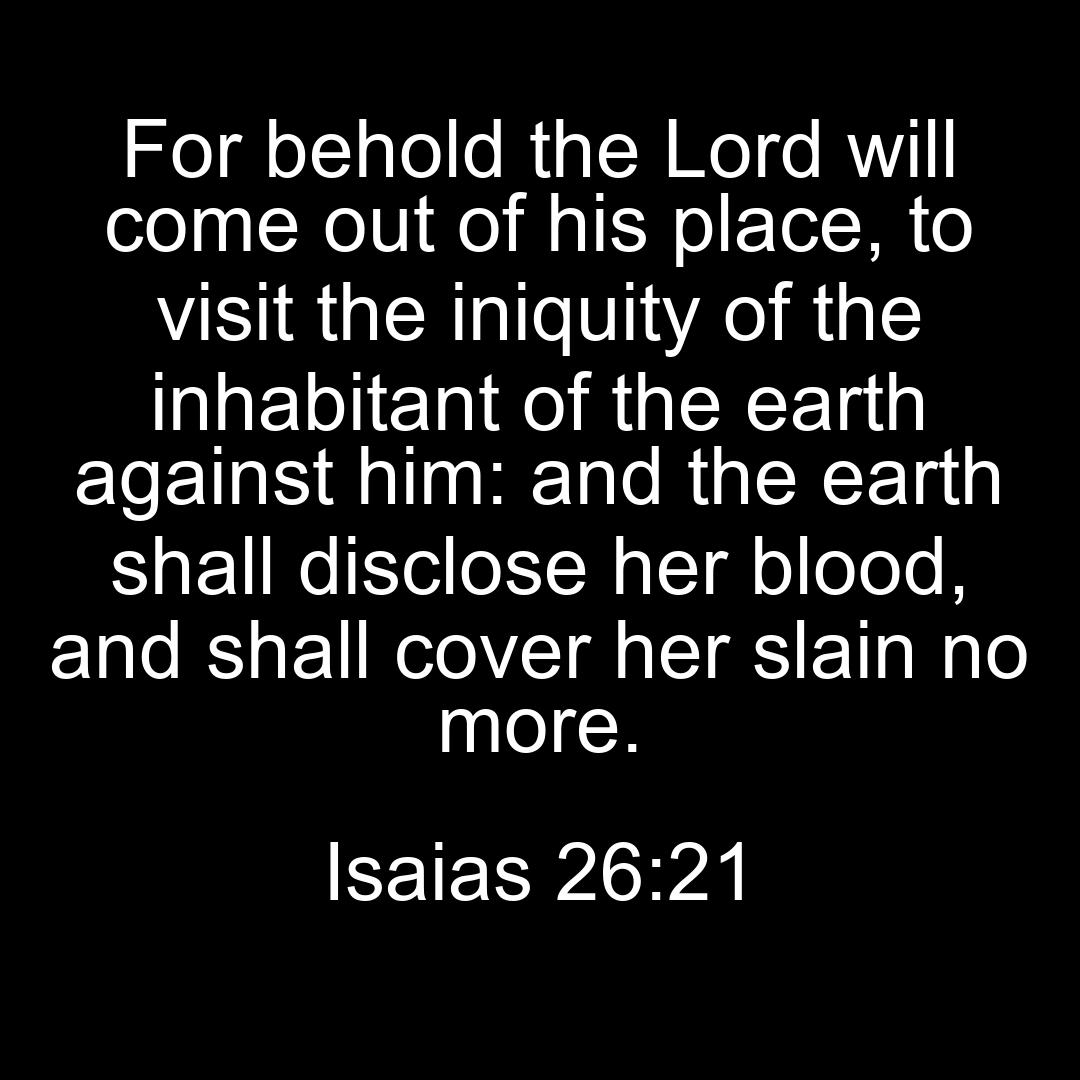 For behold the Lord will
come out of his place, to
visit the iniquity of the
inhabitant of the earth
against him: and the earth
shall disclose her blood,
and shall cover her slain no
more.
Isaias 26:21